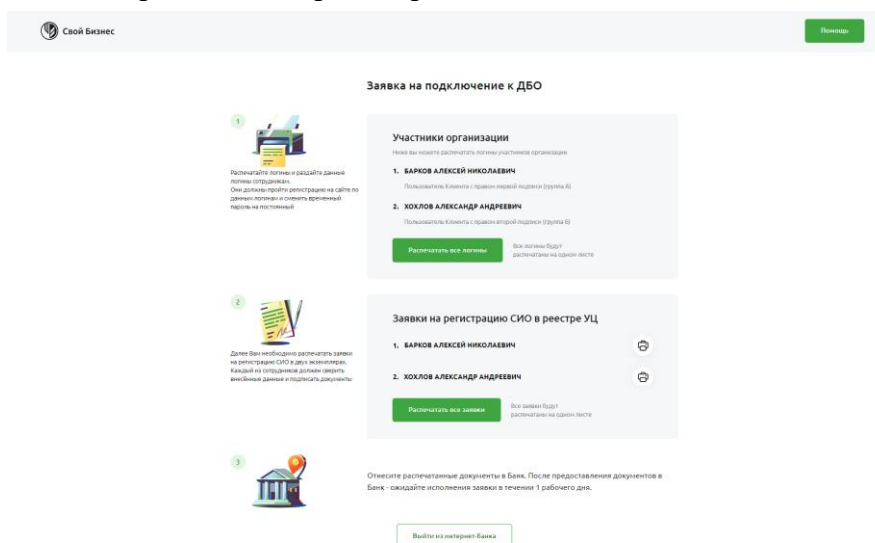 Свой Бизнес
Помощь
Заявка на подключение к ДБО
1
Распечатайте логины и раздайте данные
логины сотрудникам.
Они должны пройти регистрацию на сайте по
данным логинам и сменить временный
пароль на постоянный
Участники организации
Ниже вы можете распечатать логины участников организации
1. БАРКОВ АЛЕКСЕЙ НИКОЛАЕВИЧ
Пользователь Клиента с правом первой подписи (группа А)
2. ХОХЛОВ АЛЕКСАНДР АНДРЕЕВИЧ
Пользователь Клиента с правом второй подписи (группа Б)
Распечатать все логины
Все логины будут
распечатаны на одном листе
2
Далее Вам необходимо распечатать заявки
на регистрацию СИО в двух экземплярах.
Каждый из сотрудников должен сверить
внесённые данные и подписать документы
Заявки на регистрацию СИО в реестре УЦ
1. БАРКОВ АЛЕКСЕЙ НИКОЛАЕВИЧ
2. ХОХЛОВ АЛЕКСАНДР АНДРЕЕВИЧ
Распечатать все заявки
Все заявки будут
распечатаны на одном листе
3
Отнесите распечатанные документы в Банк. После предоставления документов в
Банк - ожидайте исполнения заявки в течении 1 рабочего дня.
Выйти из интернет-Банка